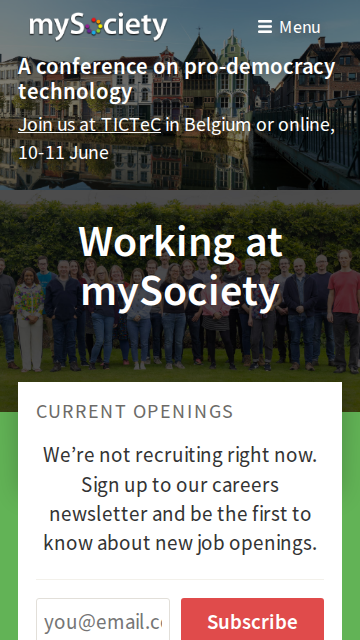 mySociety
Menu
A conference on pro-democracy
technology
Join us at TICTeC in Belgium or online,
10-11 June
Working at
mySociety
CURRENT OPENINGS
We’re not recruiting right now.
Sign up to our careers
newsletter and be the first to
know about new job openings.
you@email.c
Subscribe